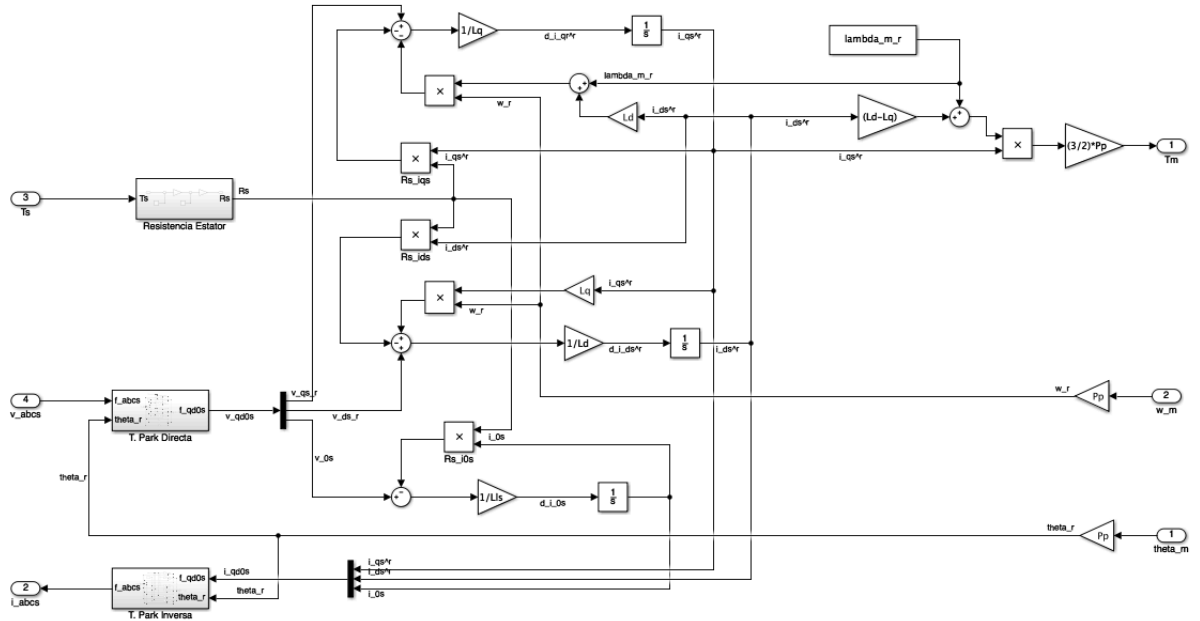 1/Lq
d_i_qr^r
1
s
i_qs^r
lambda_m_r
×
w_r
lambda_m_r
Ld
i_ds^r
i_ds^r
(Ld-Lq)
×
(3/2)*Pp
1
Tm
×
i_qs^r
Rs_iqs
i_qs^r
3
Ts
Ts
Rs
Resistencia Estator
Rs
×
i_ds^r
Rs_ids
×
w_r
Lq
i_qs^r
1/Ld
d_i_ds^r
1
s
i_ds^r
4
v_abcs
f_abcs
theta_r
f_qd0s
T. Park Directa
v_qd0s
v_qs_r
v_ds_r
v_0s
w_r
Pp
2
w_m
×
i_0s
Rs_i0s
1/Lls
d_i_0s
1
s
theta_r
theta_r
Pp
1
theta_m
2
i_abcs
f_abcs
f_qd0s
theta_r
T. Park Inversa
i_qd0s
theta_r
i_qs^r
i_ds^r
i_0s